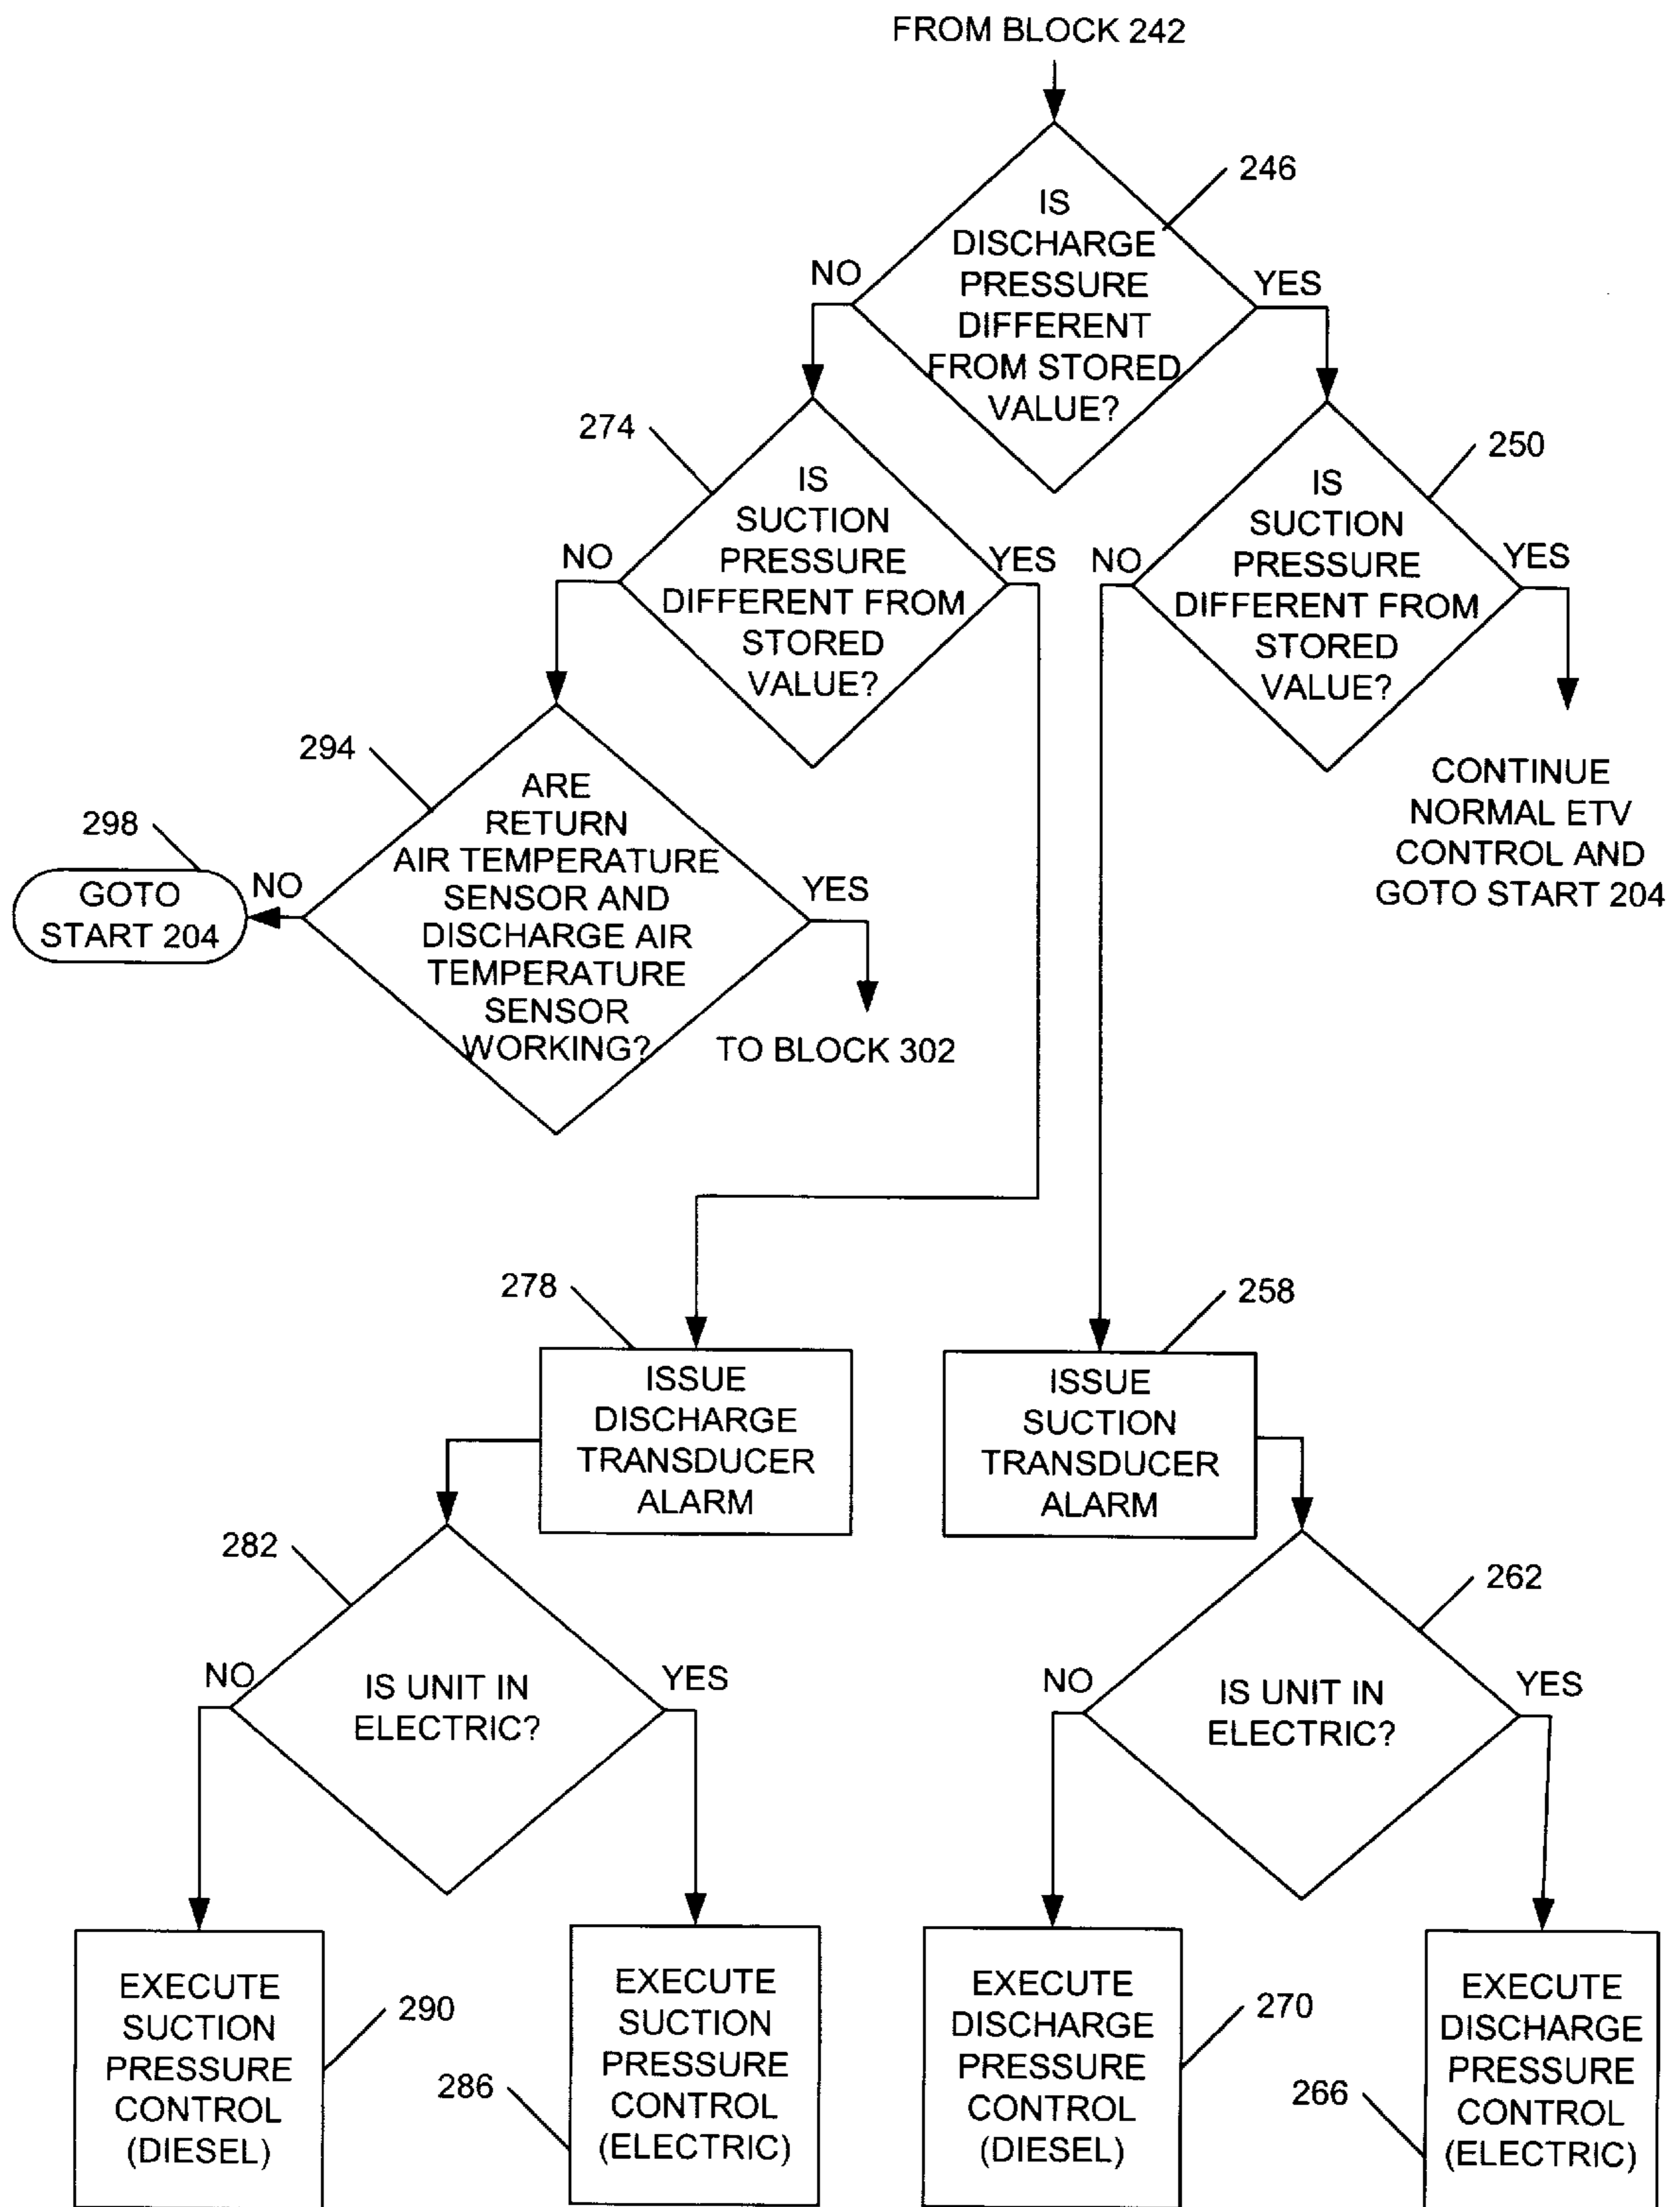 FROM BLOCK 242
246
IS
DISCHARGE
PRESSURE
DIFFERENT
FROM STORED
VALUE?
NO
YES
274
IS
SUCTION
PRESSURE
DIFFERENT FROM
STORED
VALUE?
NO
YES
250
IS
SUCTION
PRESSURE
DIFFERENT FROM
STORED
VALUE?
NO
YES
CONTINUE
NORMAL ETV
CONTROL AND
GOTO START 204
294
ARE
RETURN
AIR TEMPERATURE
SENSOR AND
DISCHARGE AIR
TEMPERATURE
SENSOR
WORKING?
NO
YES
298
GOTO
START 204
TO BLOCK 302
278
ISSUE
DISCHARGE
TRANSDUCER
ALARM
258
ISSUE
SUCTION
TRANSDUCER
ALARM
282
IS UNIT IN
ELECTRIC?
NO
YES
262
IS UNIT IN
ELECTRIC?
NO
YES
EXECUTE
SUCTION
PRESSURE
CONTROL
(DIESEL)
290
EXECUTE
SUCTION
PRESSURE
CONTROL
(ELECTRIC)
286
EXECUTE
DISCHARGE
PRESSURE
CONTROL
(DIESEL)
270
EXECUTE
DISCHARGE
PRESSURE
CONTROL
(ELECTRIC)
266